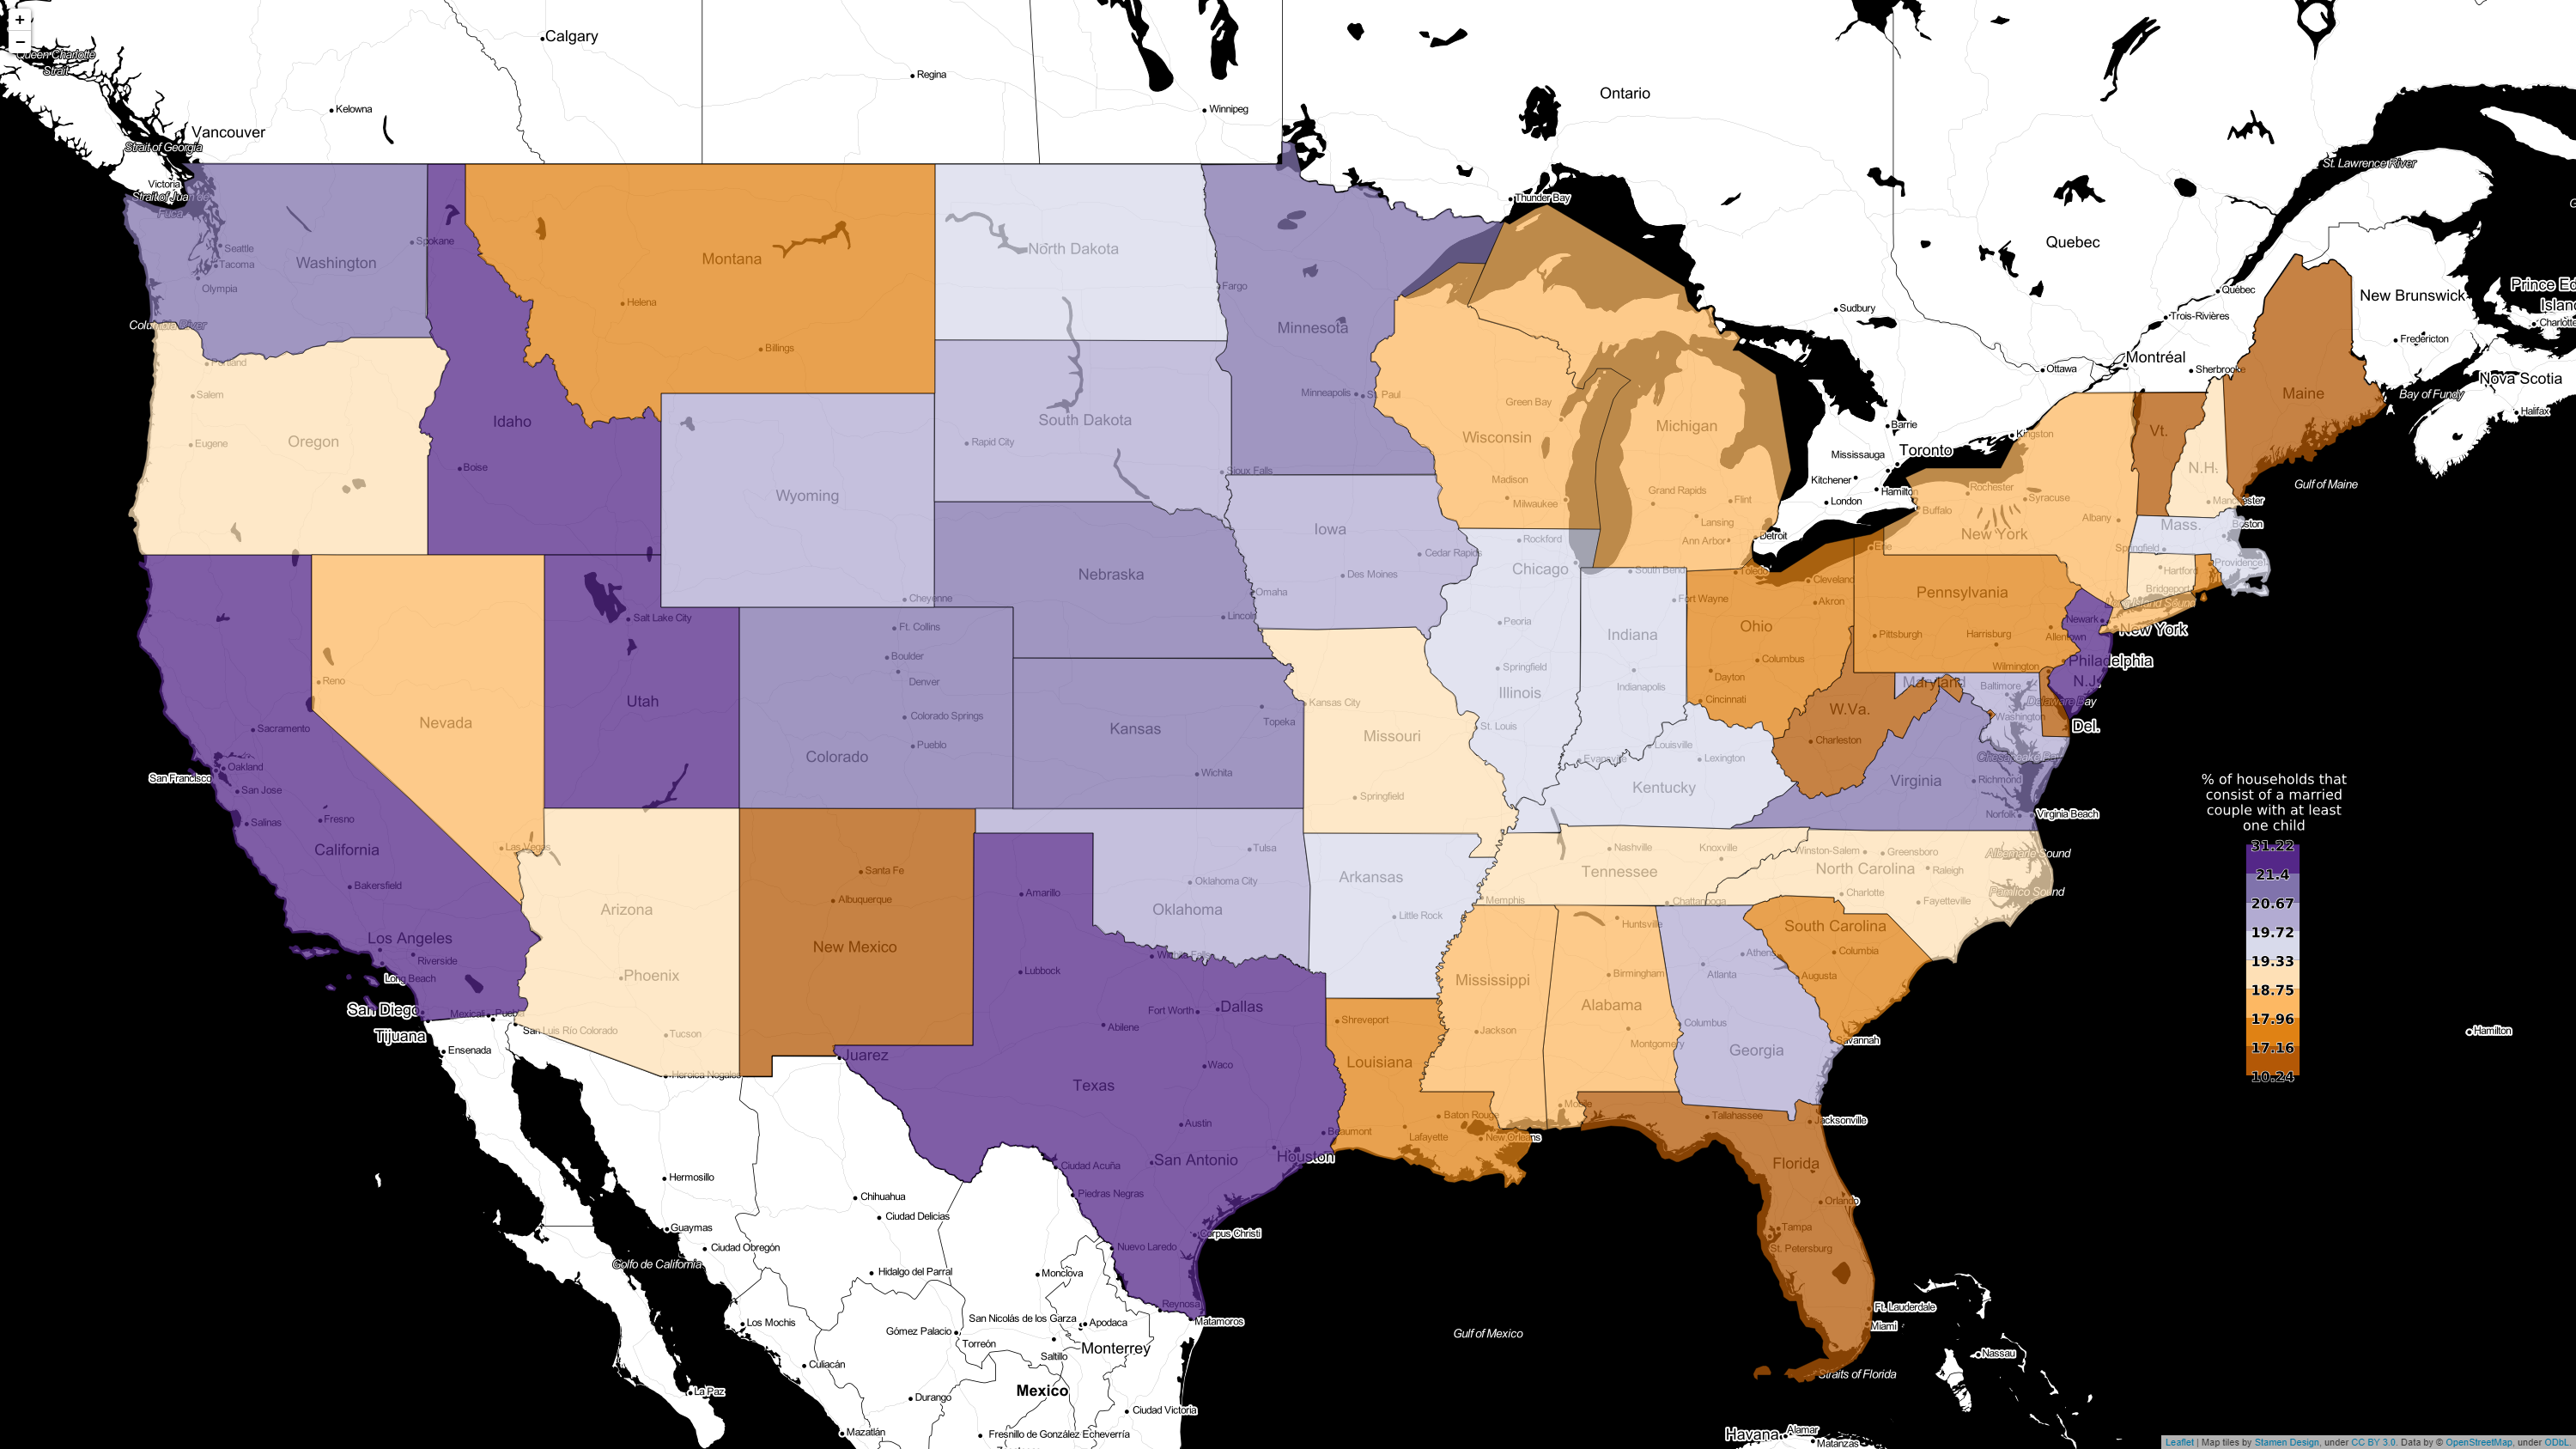 +
−
Queen Charlotte
Strait
Calgary
Regina
Kelowna
Winnipeg
Ontario
Vancouver
Strait of Georgia
Victoria
Strait of Juan de
Fuca
Thunder Bay
St. Lawrence River
Seattle
Tacoma
Olympia
Washington
Spokane
Montana
Helena
Billings
North Dakota
Fargo
Minnesota
Minneapolis
St. Paul
Quebec
Québec
Trois-Rivières
New Brunswick
Fredericton
Prince Ed
Island
Charlotte
Sudbury
Montréal
Ottawa
Sherbrooke
Nova Scotia
Bay of Fundy
Halifax
Maine
Gulf of Maine
Columbia River
Portland
Salem
Eugene
Oregon
Idaho
Boise
Wyoming
Cheyenne
South Dakota
Rapid City
Sioux Falls
Green Bay
Wisconsin
Madison
Milwaukee
Michigan
Grand Rapids
Flint
Lansing
Ann Arbor
Detroit
Barrie
Toronto
Mississauga
Kitchener
Hamilton
London
Kingston
Rochester
Syracuse
Buffalo
Albany
New York
Vt.
N.H.
Manchester
Mass.
Boston
Springfield
Providence
Hartford
Bridgeport
Long Island Sound
New York
Iowa
Cedar Rapids
Des Moines
Nebraska
Omaha
Lincoln
Rockford
Chicago
South Bend
Fort Wayne
Peoria
Springfield
Illinois
Indiana
Indianapolis
Toledo
Cleveland
Akron
Ohio
Columbus
Dayton
Cincinnati
Erie
Pennsylvania
Pittsburgh
Harrisburg
Allentown
Newark
Philadelphia
Wilmington
N.J.
Maryland
Baltimore
Delaware Bay
Washington
Del.
W.Va.
Charleston
Chesapeake Bay
Virginia
Richmond
Norfolk
Virginia Beach
Reno
Nevada
Salt Lake City
Utah
Ft. Collins
Boulder
Denver
Colorado Springs
Colorado
Pueblo
Kansas
Topeka
Wichita
Kansas City
Missouri
St. Louis
Springfield
Evansville
Louisville
Lexington
Kentucky
Sacramento
San Francisco
Oakland
San Jose
Salinas
Fresno
California
Bakersfield
Las Vegas
Los Angeles
Riverside
Long Beach
San Diego
Tijuana
Mexicali
Ensenada
San Luis Río Colorado
Arizona
Phoenix
Tucson
Heroica Nogales
Santa Fe
Albuquerque
New Mexico
Amarillo
Lubbock
Tulsa
Oklahoma City
Oklahoma
Wichita Falls
Fort Worth
Dallas
Abilene
Juarez
Waco
Texas
Austin
San Antonio
Houston
Beaumont
Arkansas
Little Rock
Memphis
Nashville
Knoxville
Tennessee
Chattanooga
Winston-Salem
Greensboro
North Carolina
Raleigh
Charlotte
Fayetteville
Albemarle Sound
Pamlico Sound
Huntsville
Mississippi
Birmingham
Alabama
Jackson
Montgomery
Athens
Atlanta
Augusta
Columbus
Georgia
South Carolina
Columbia
Savannah
Shreveport
Louisiana
Baton Rouge
Lafayette
New Orleans
Mobile
Tallahassee
Jacksonville
Florida
Orlando
Tampa
St. Petersburg
Ft. Lauderdale
Miami
Straits of Florida
Nassau
Hamilton
% of households that
consist of a married
couple with at least
one child
31.22
21.4
20.67
19.72
19.33
18.75
17.96
17.16
10.24
Ciudad Acuña
Piedras Negras
Hermosillo
Chihuahua
Ciudad Delicias
Guaymas
Ciudad Obregón
Golfo de California
Hidalgo del Parral
Corpus Christi
Nuevo Laredo
Monclova
Reynosa
Matamoros
Los Mochis
San Nicolás de los Garza
Apodaca
Gómez Palacio
Torreón
Monterrey
Saltillo
Culiacán
La Paz
Durango
Mexico
Ciudad Victoria
Mazatlán
Fresnillo de González Echeverría
Gulf of Mexico
Havana
Alamar
Matanzas
Leaflet | Map tiles by Stamen Design, under CC BY 3.0. Data by © OpenStreetMap, under ODbL.